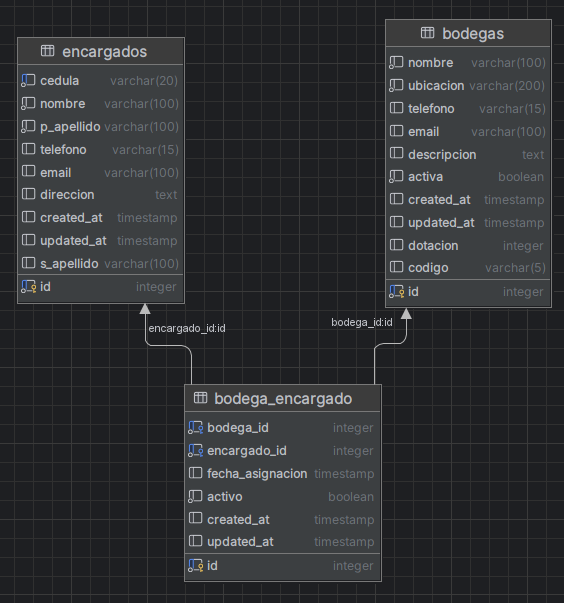 encargados
cedula varchar(20)
nombre varchar(100)
p_apellido varchar(100)
telefono varchar(15)
email varchar(100)
direccion text
created_at timestamp
updated_at timestamp
s_apellido varchar(100)
id integer
bodegas
nombre varchar(100)
ubicacion varchar(200)
telefono varchar(15)
email varchar(100)
descripcion text
activa boolean
created_at timestamp
updated_at timestamp
dotacion integer
codigo varchar(5)
id integer
encargado_id:id
bodega_id:id
bodega_encargado
bodega_id integer
encargado_id integer
fecha_asignacion timestamp
activo boolean
created_at timestamp
updated_at timestamp
id integer